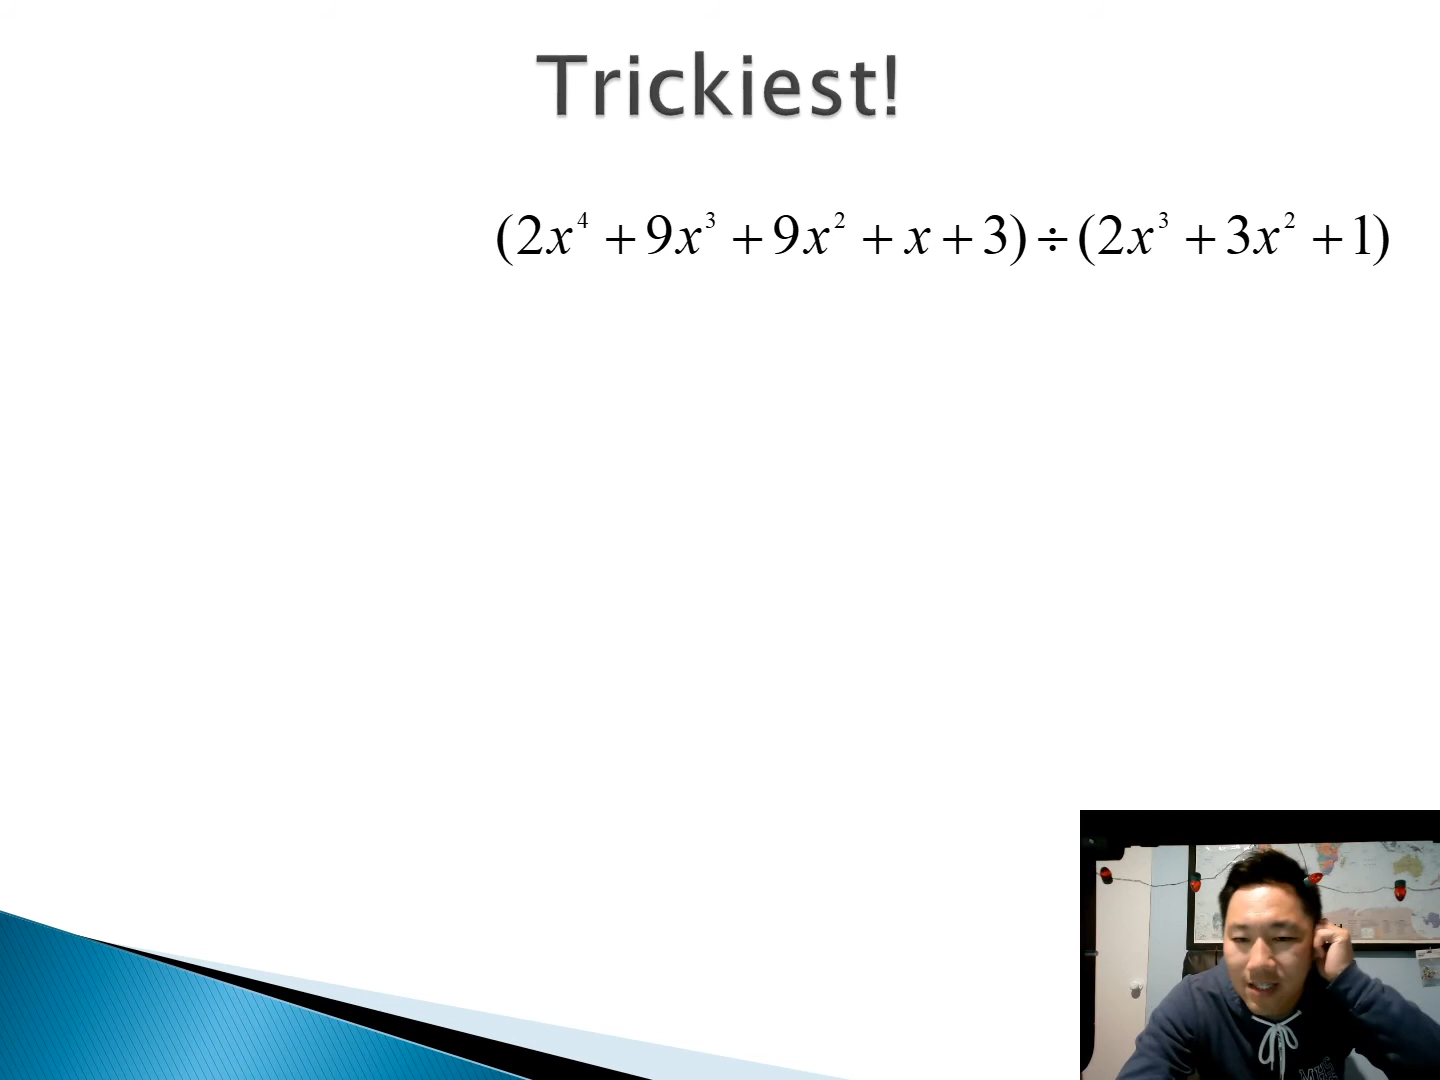 Trickiest!
(2x⁴ + 9x³ + 9x² + x + 3) ÷ (2x³ + 3x² + 1)